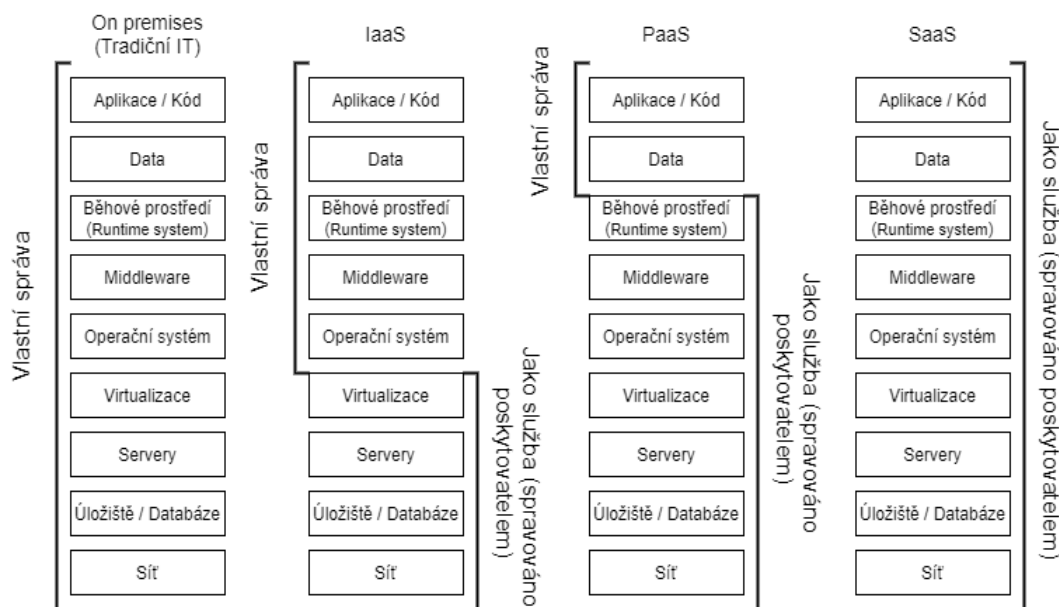 On premises
(Tradiční IT)
Vlastní správa
Aplikace / Kód
Data
Běhové prostředí
(Runtime system)
Middleware
Operační systém
Virtualizace
Servery
Úložiště / Databáze
Síť
IaaS
Vlastní správa
Aplikace / Kód
Data
Běhové prostředí
(Runtime system)
Middleware
Operační systém
Virtualizace
Servery
Úložiště / Databáze
Síť
Jako služba (spravováno
poskytovatelem)
PaaS
Vlastní správa
Aplikace / Kód
Data
Běhové prostředí
(Runtime system)
Middleware
Operační systém
Virtualizace
Servery
Úložiště / Databáze
Síť
Jako služba (spravováno
poskytovatelem)
SaaS
Aplikace / Kód
Data
Běhové prostředí
(Runtime system)
Middleware
Operační systém
Virtualizace
Servery
Úložiště / Databáze
Síť
Jako služba (spravováno poskytovatelem)